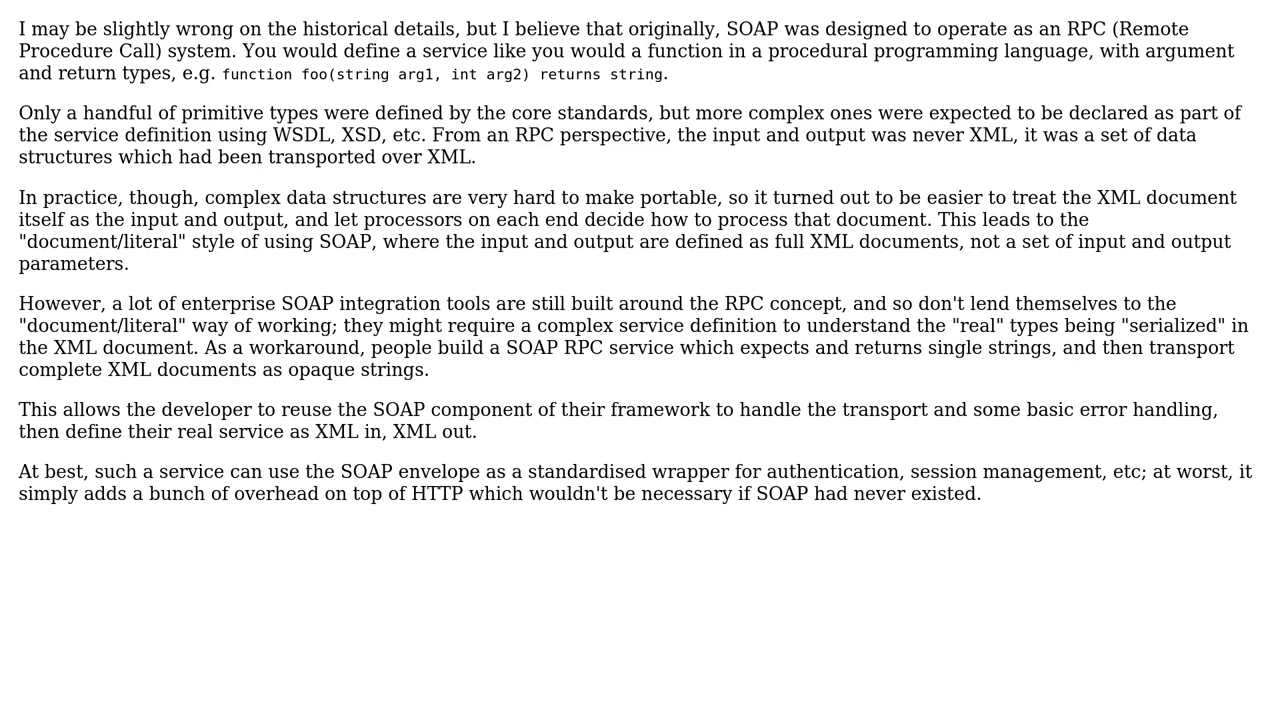 I may be slightly wrong on the historical details, but I believe that originally, SOAP was designed to operate as an RPC (Remote
Procedure Call) system. You would define a service like you would a function in a procedural programming language, with argument
and return types, e.g. function foo(string arg1, int arg2) returns string.
Only a handful of primitive types were defined by the core standards, but more complex ones were expected to be declared as part of
the service definition using WSDL, XSD, etc. From an RPC perspective, the input and output was never XML, it was a set of data
structures which had been transported over XML.
In practice, though, complex data structures are very hard to make portable, so it turned out to be easier to treat the XML document
itself as the input and output, and let processors on each end decide how to process that document. This leads to the
"document/literal" style of using SOAP, where the input and output are defined as full XML documents, not a set of input and output
parameters.
However, a lot of enterprise SOAP integration tools are still built around the RPC concept, and so don't lend themselves to the
"document/literal" way of working; they might require a complex service definition to understand the "real" types being "serialized" in
the XML document. As a workaround, people build a SOAP RPC service which expects and returns single strings, and then transport
complete XML documents as opaque strings.
This allows the developer to reuse the SOAP component of their framework to handle the transport and some basic error handling,
then define their real service as XML in, XML out.
At best, such a service can use the SOAP envelope as a standardised wrapper for authentication, session management, etc; at worst, it
simply adds a bunch of overhead on top of HTTP which wouldn't be necessary if SOAP had never existed.